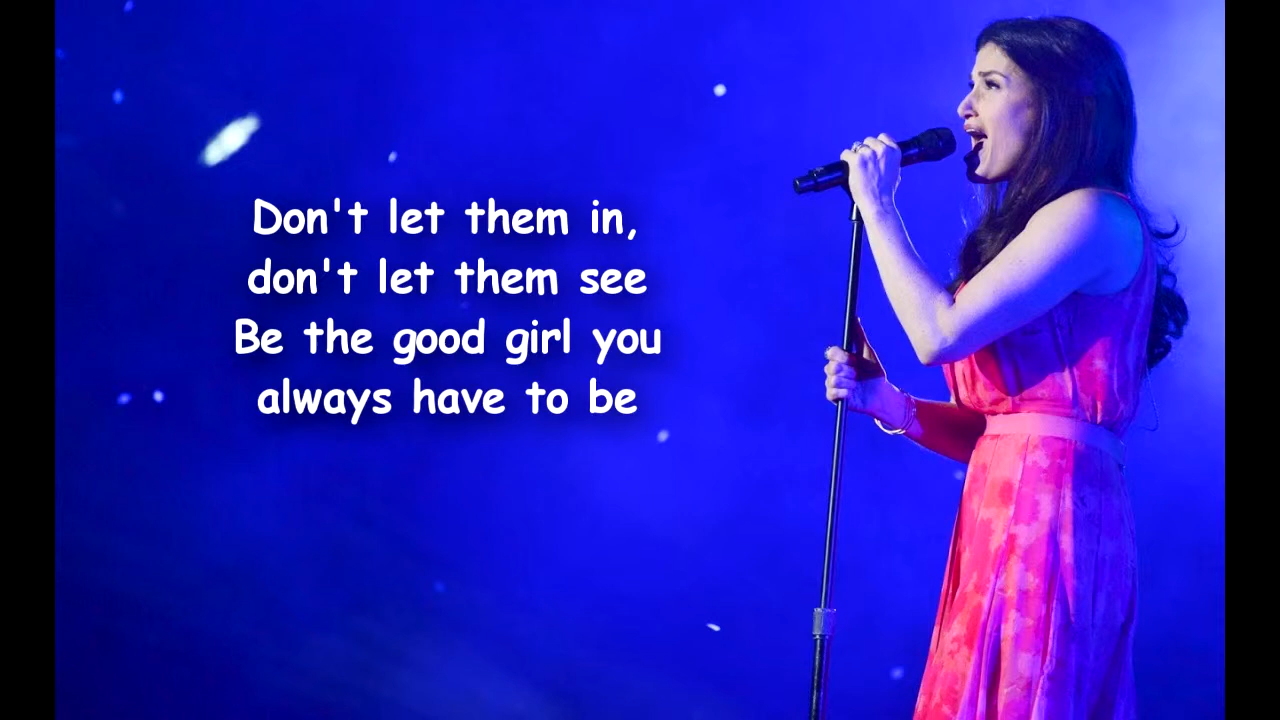 Don't let them in,
don't let them see
Be the good girl you
always have to be